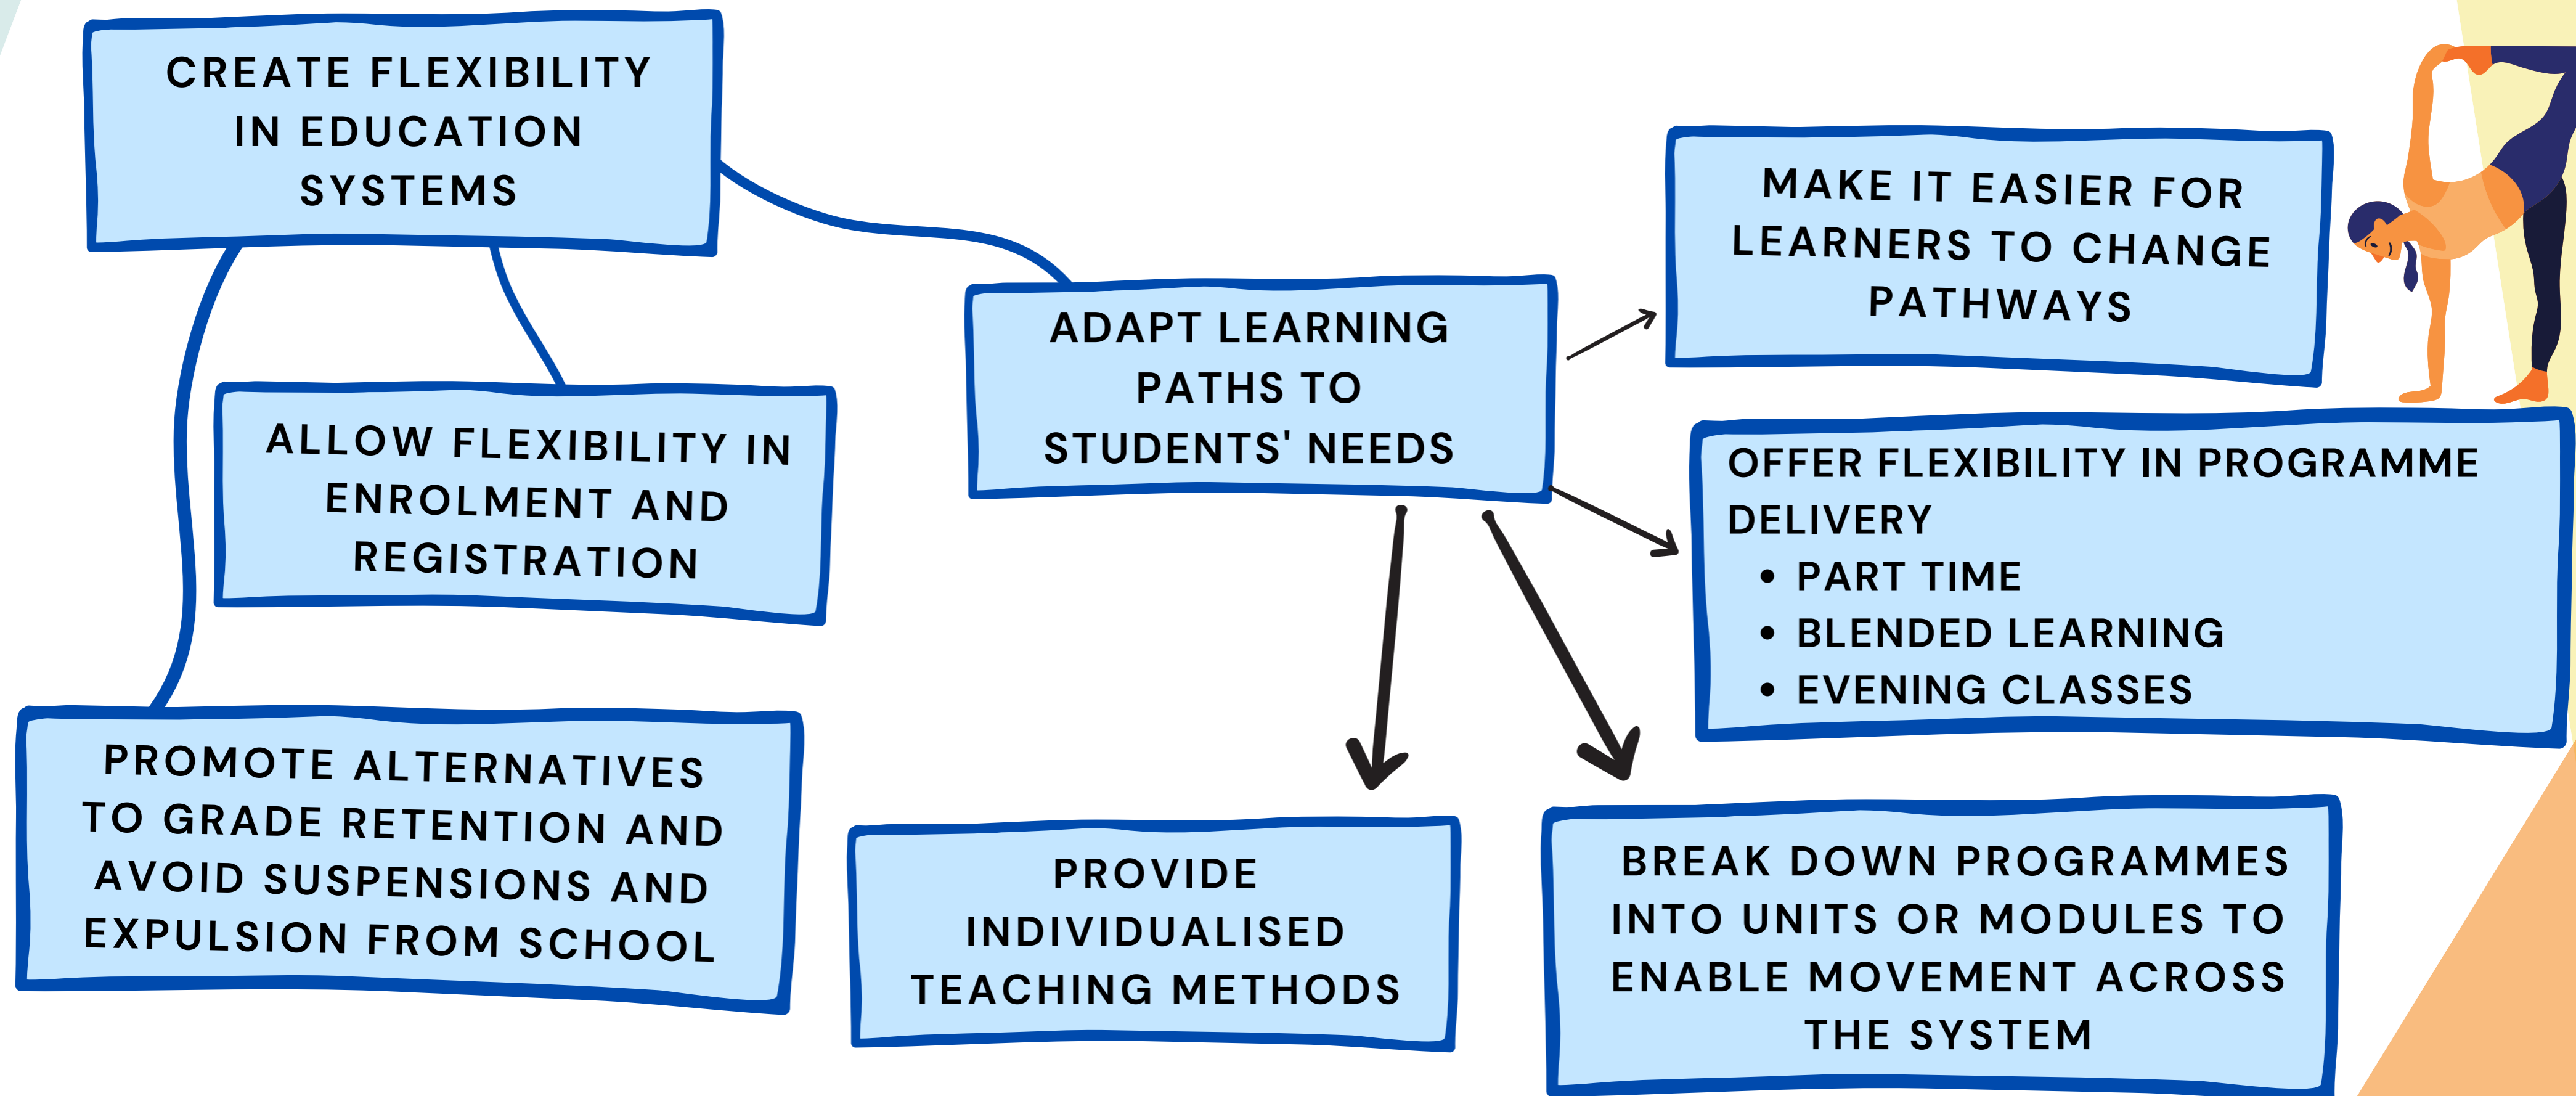 CREATE FLEXIBILITY
IN EDUCATION
SYSTEMS
ALLOW FLEXIBILITY IN
ENROLMENT AND
REGISTRATION
PROMOTE ALTERNATIVES
TO GRADE RETENTION AND
AVOID SUSPENSIONS AND
EXPULSION FROM SCHOOL
ADAPT LEARNING
PATHS TO
STUDENTS' NEEDS
MAKE IT EASIER FOR
LEARNERS TO CHANGE
PATHWAYS
OFFER FLEXIBILITY IN PROGRAMME
DELIVERY
• PART TIME
• BLENDED LEARNING
• EVENING CLASSES
PROVIDE
INDIVIDUALISED
TEACHING METHODS
BREAK DOWN PROGRAMMES
INTO UNITS OR MODULES TO
ENABLE MOVEMENT ACROSS
THE SYSTEM